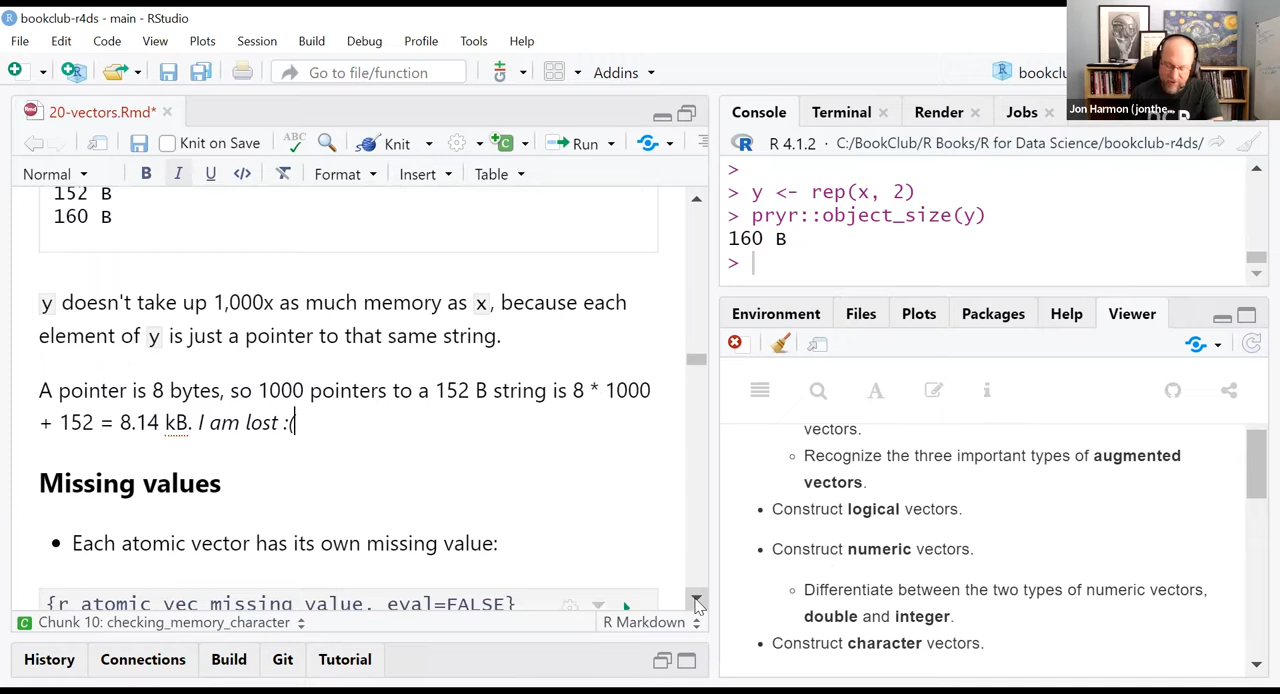 bookclub-r4ds - main - RStudio
File Edit Code View Plots Session Build Debug Profile Tools Help
Go to file/function
Addins
Jon Harmon (jonthe...
20-vectors.Rmd*
Knit on Save
ABC
Knit
Run
Normal
B I U </>
Format
Insert
Table
152 B
160 B
y doesn't take up 1,000x as much memory as x, because each
element of y is just a pointer to that same string.
A pointer is 8 bytes, so 1000 pointers to a 152 B string is 8 * 1000
+ 152 = 8.14 kB. I am lost :(
Missing values
• Each atomic vector has its own missing value:
{r atomic_vec_missing_value, eval=FALSE}
Chunk 10: checking_memory_character
R Markdown
History Connections Build Git Tutorial
Console Terminal Render Jobs
R 4.1.2 · C:/BookClub/R Books/R for Data Science/bookclub-r4ds/
>
> y <- rep(x, 2)
> pryr::object_size(y)
160 B
>
Environment Files Plots Packages Help Viewer
A
vectors.
Recognize the three important types of augmented
vectors.
• Construct logical vectors.
• Construct numeric vectors.
Differentiate between the two types of numeric vectors,
double and integer.
• Construct character vectors.